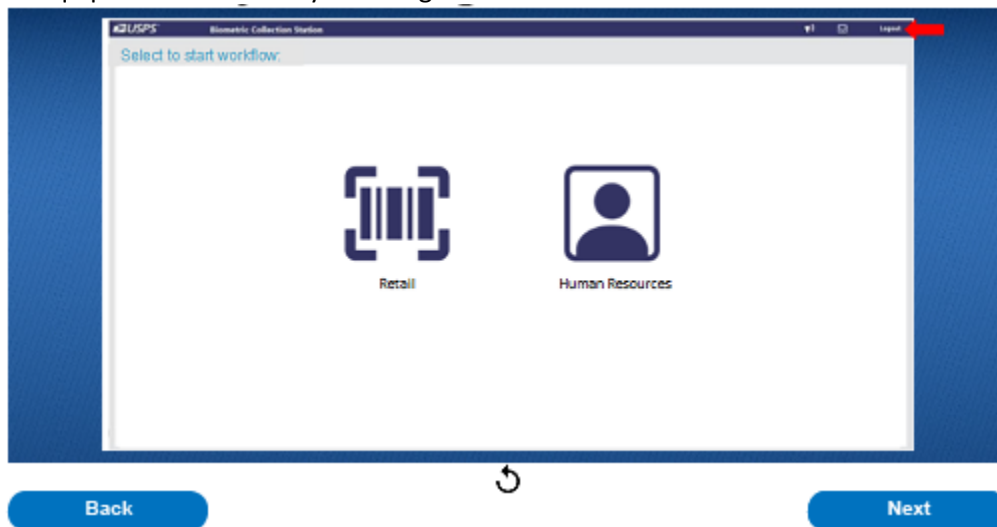 USPS Biometric Collection Station Logout
Select to start workflow:
Retail Human Resources
Back Next